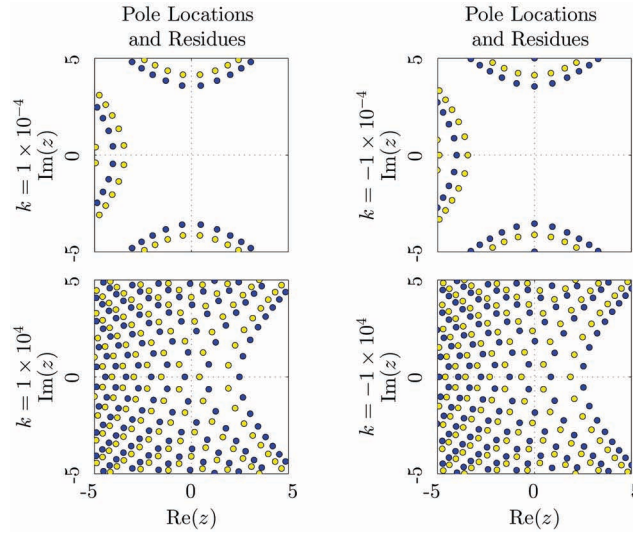 Pole Locations
and Residues
Pole Locations
and Residues
k = 1 × 10⁻⁴
Im(z)
5
0
-5
k = −1 × 10⁻⁴
Im(z)
5
0
-5
k = 1 × 10⁴
Im(z)
5
0
-5
-5
0
5
Re(z)
k = −1 × 10⁴
Im(z)
5
0
-5
-5
0
5
Re(z)